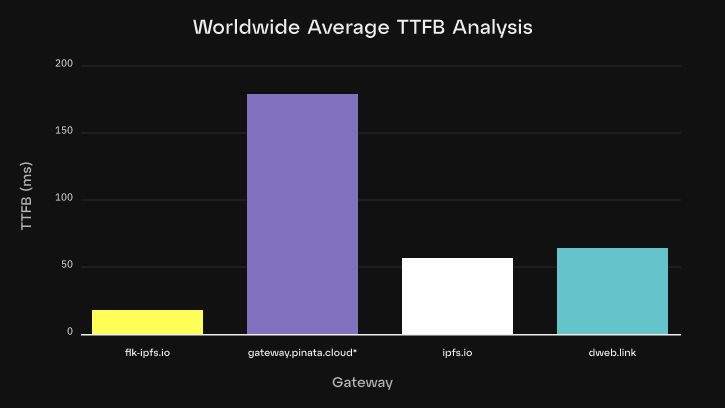 Worldwide Average TTFB Analysis
200
150
100
50
0
TTFB (ms)
flk-ipfs.io
gateway.pinata.cloud*
ipfs.io
dweb.link
Gateway